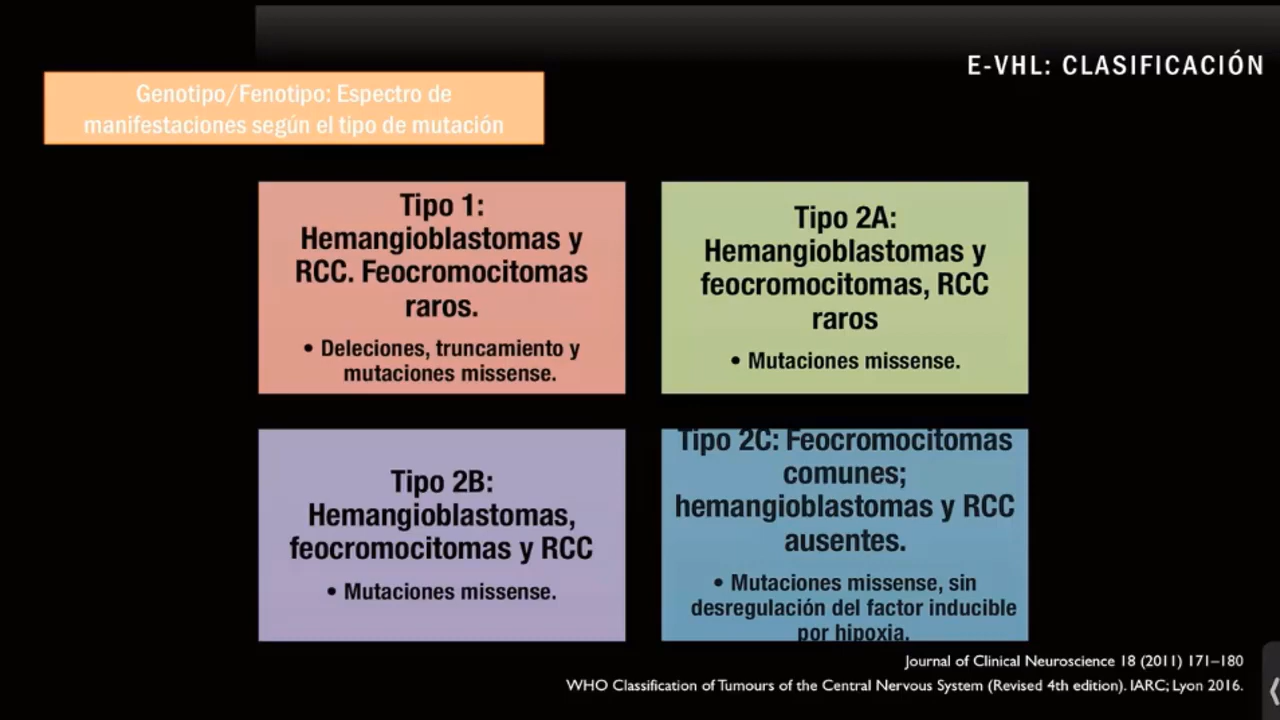 E-VHL: CLASIFICACIÓN
Genotipo/Fenotipo: Espectro de
manifestaciones según el tipo de mutación
Tipo 1:
Hemangioblastomas y
RCC. Feocromocitomas
raros.
• Deleciones, truncamiento y
mutaciones missense.
Tipo 2A:
Hemangioblastomas y
feocromocitomas, RCC
raros
• Mutaciones missense.
Tipo 2B:
Hemangioblastomas,
feocromocitomas y RCC
• Mutaciones missense.
Tipo 2C: Feocromocitomas
comunes;
hemangioblastomas y RCC
ausentes.
• Mutaciones missense, sin
desregulación del factor inducible
por hipoxia.
Journal of Clinical Neuroscience 18 (2011) 171–180
WHO Classification of Tumours of the Central Nervous System (Revised 4th edition). IARC; Lyon 2016.